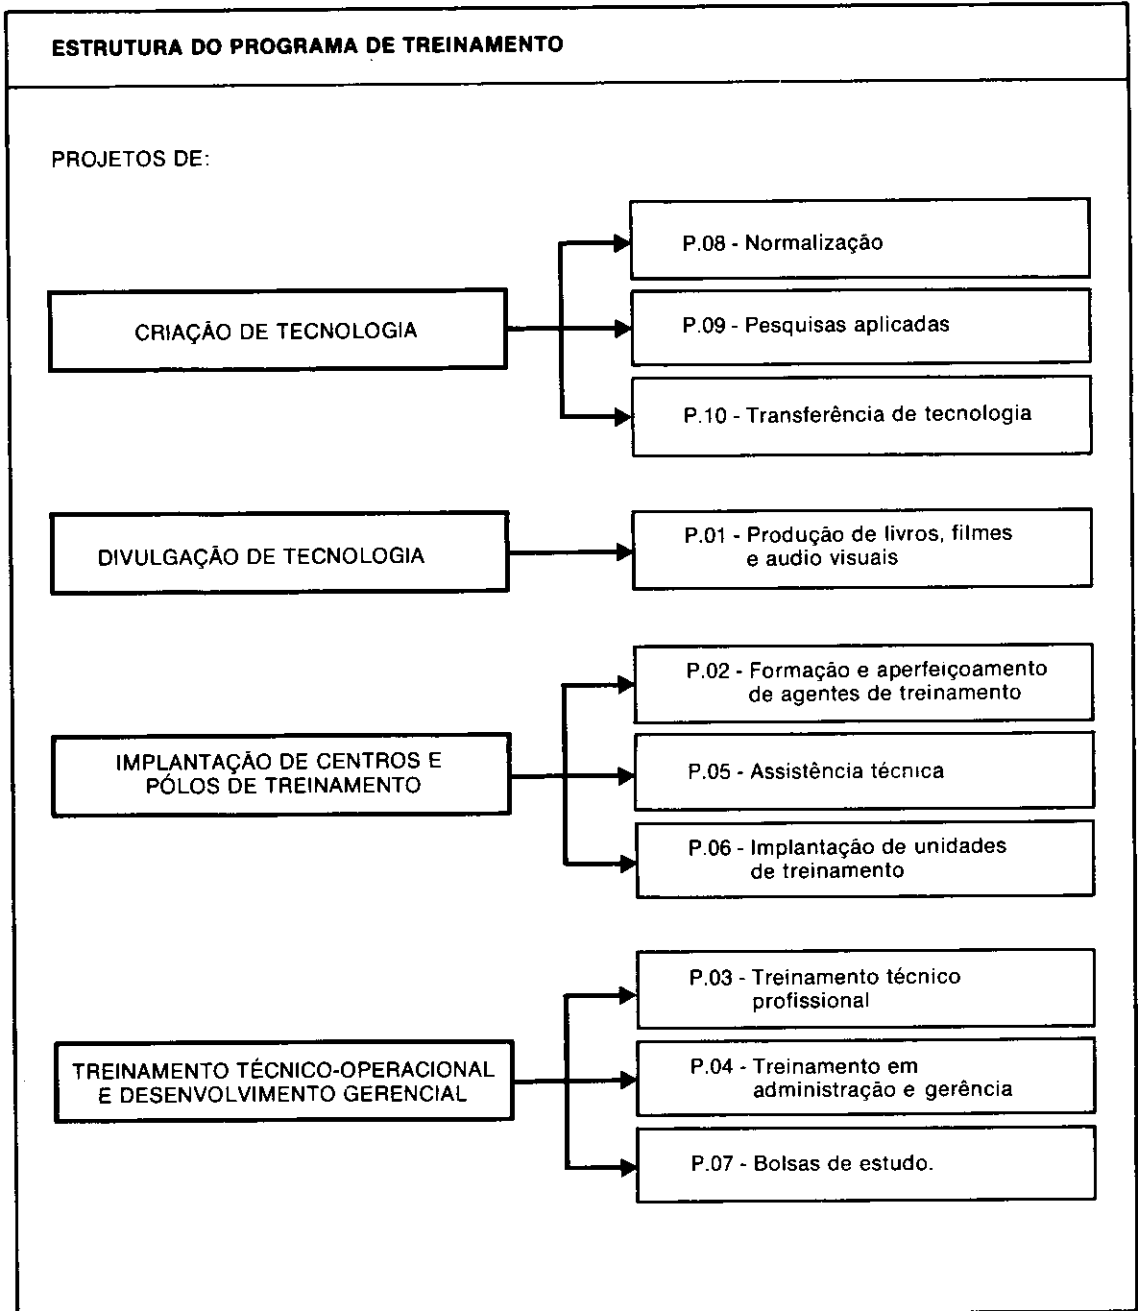 ESTRUTURA DO PROGRAMA DE TREINAMENTO
PROJETOS DE:
CRIAÇÃO DE TECNOLOGIA
P.08 - Normalização
P.09 - Pesquisas aplicadas
P.10 - Transferência de tecnologia
DIVULGAÇÃO DE TECNOLOGIA
P.01 - Produção de livros, filmes
e audio visuais
IMPLANTAÇÃO DE CENTROS E
PÓLOS DE TREINAMENTO
P.02 - Formação e aperfeiçoamento
de agentes de treinamento
P.05 - Assistência técnica
P.06 - Implantação de unidades
de treinamento
TREINAMENTO TÉCNICO-OPERACIONAL
E DESENVOLVIMENTO GERENCIAL
P.03 - Treinamento técnico
profissional
P.04 - Treinamento em
administração e gerência
P.07 - Bolsas de estudo.